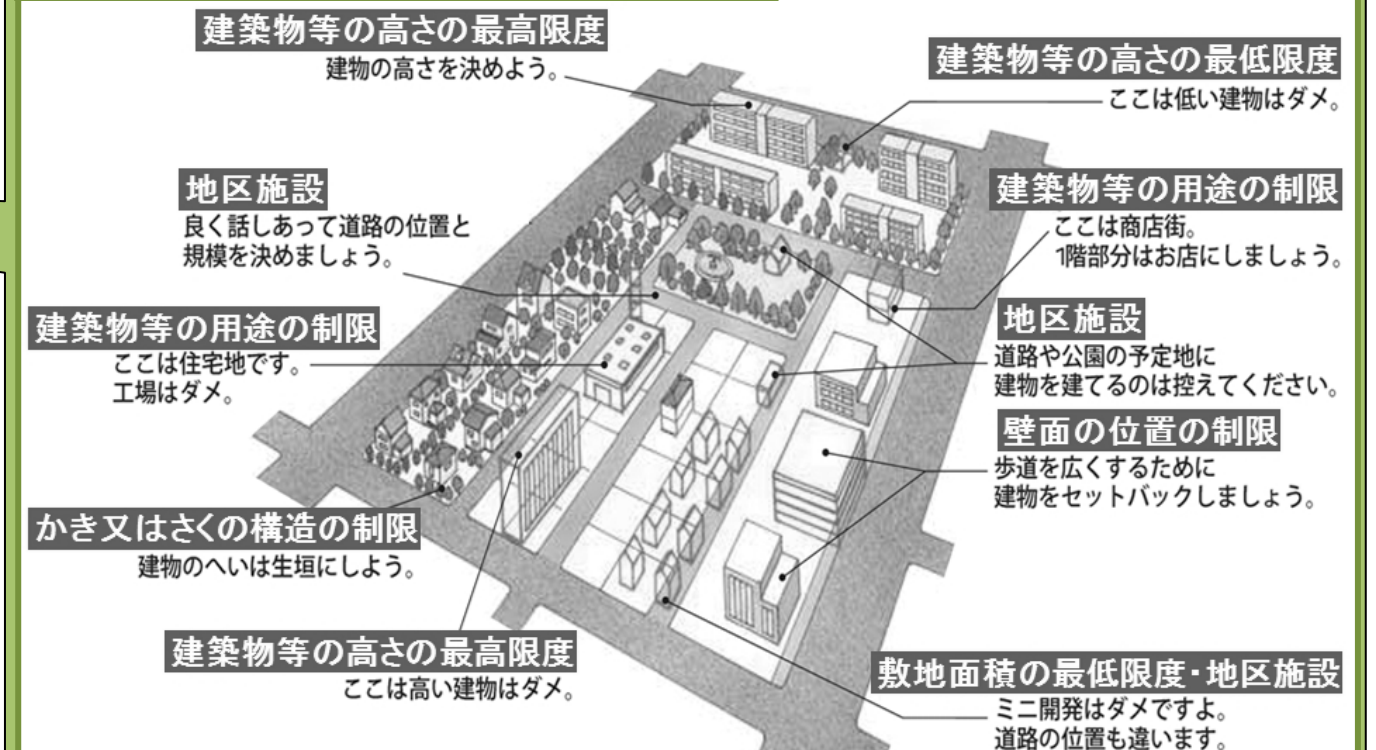 建築物等の高さの最高限度
建物の高さを決めよう。
建築物等の高さの最低限度
ここは低い建物はダメ。
地区施設
良く話しあって道路の位置と
規模を決めましょう。
建築物等の用途の制限
ここは商店街。
1階部分はお店にしましょう。
建築物等の用途の制限
ここは住宅地です。
工場はダメ。
地区施設
道路や公園の予定地に
建物を建てるのは控えてください。
壁面の位置の制限
歩道を広くするために
建物をセットバックしましょう。
かき又はさくの構造の制限
建物のへいは生垣にしよう。
建築物等の高さの最高限度
ここは高い建物はダメ。
敷地面積の最低限度・地区施設
ミニ開発はダメですよ。
道路の位置も違います。